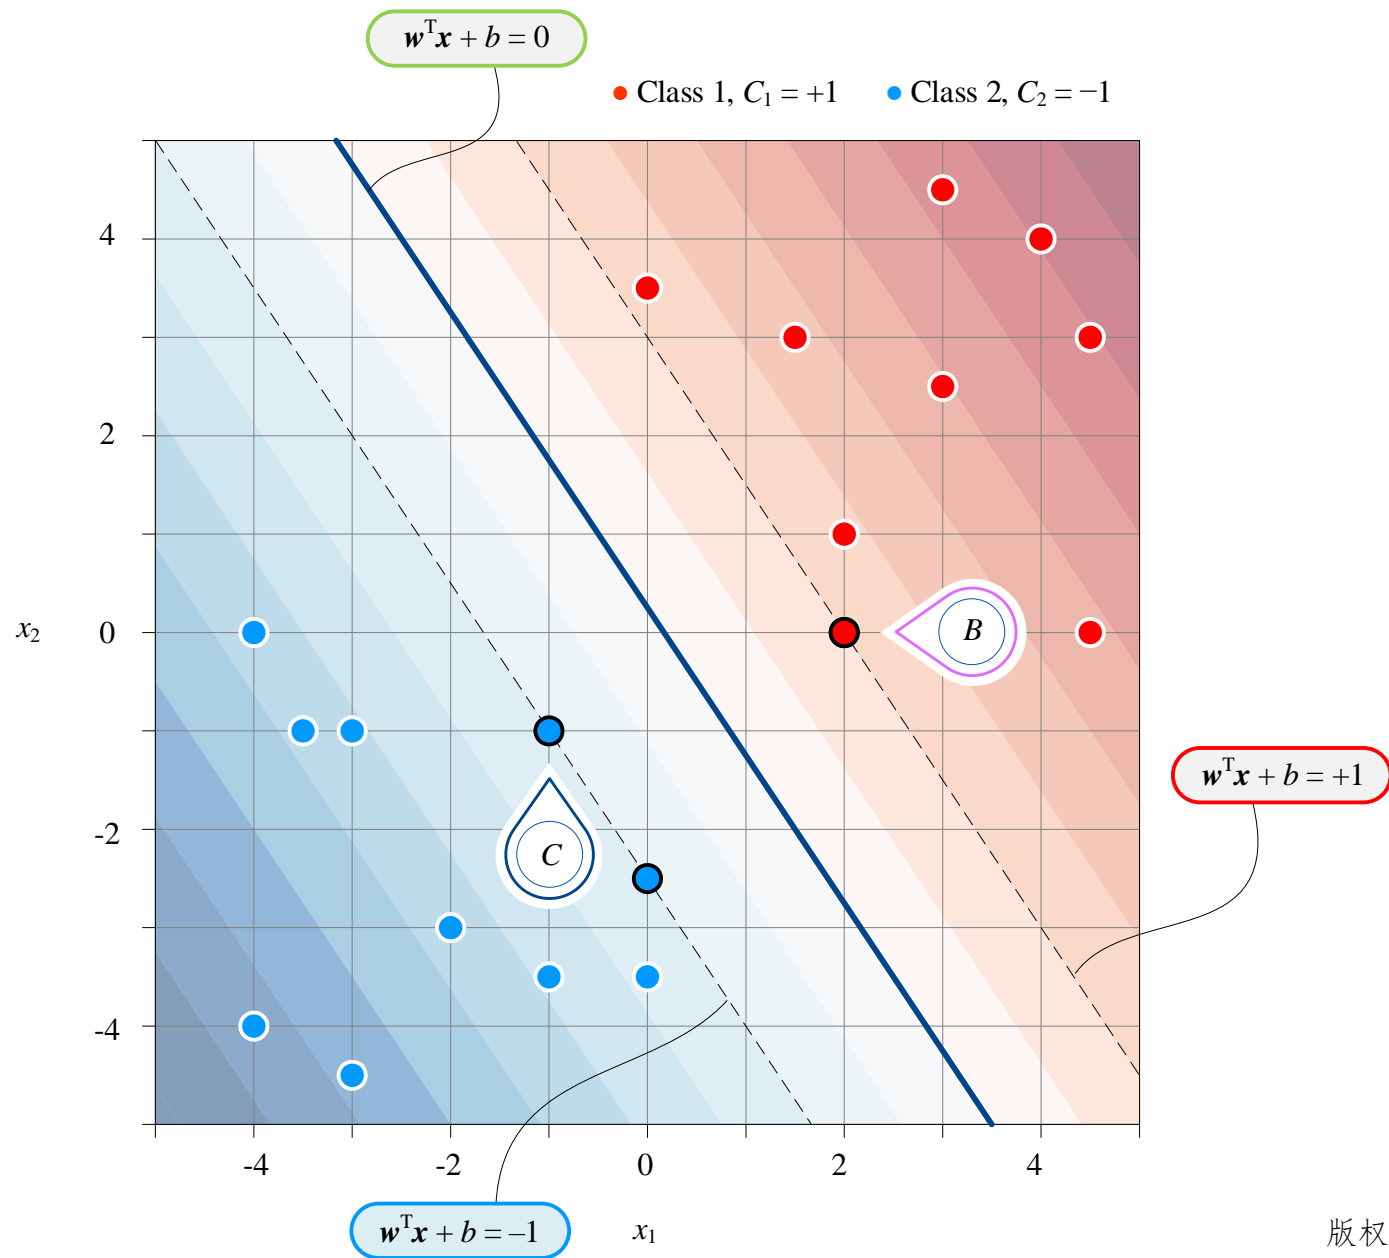 wᵀx + b = 0
Class 1, C₁ = +1
Class 2, C₂ = −1
4
2
x₂
0
B
wᵀx + b = +1
-2
C
-4
-4
-2
0
2
4
wᵀx + b = −1
x₁
版权